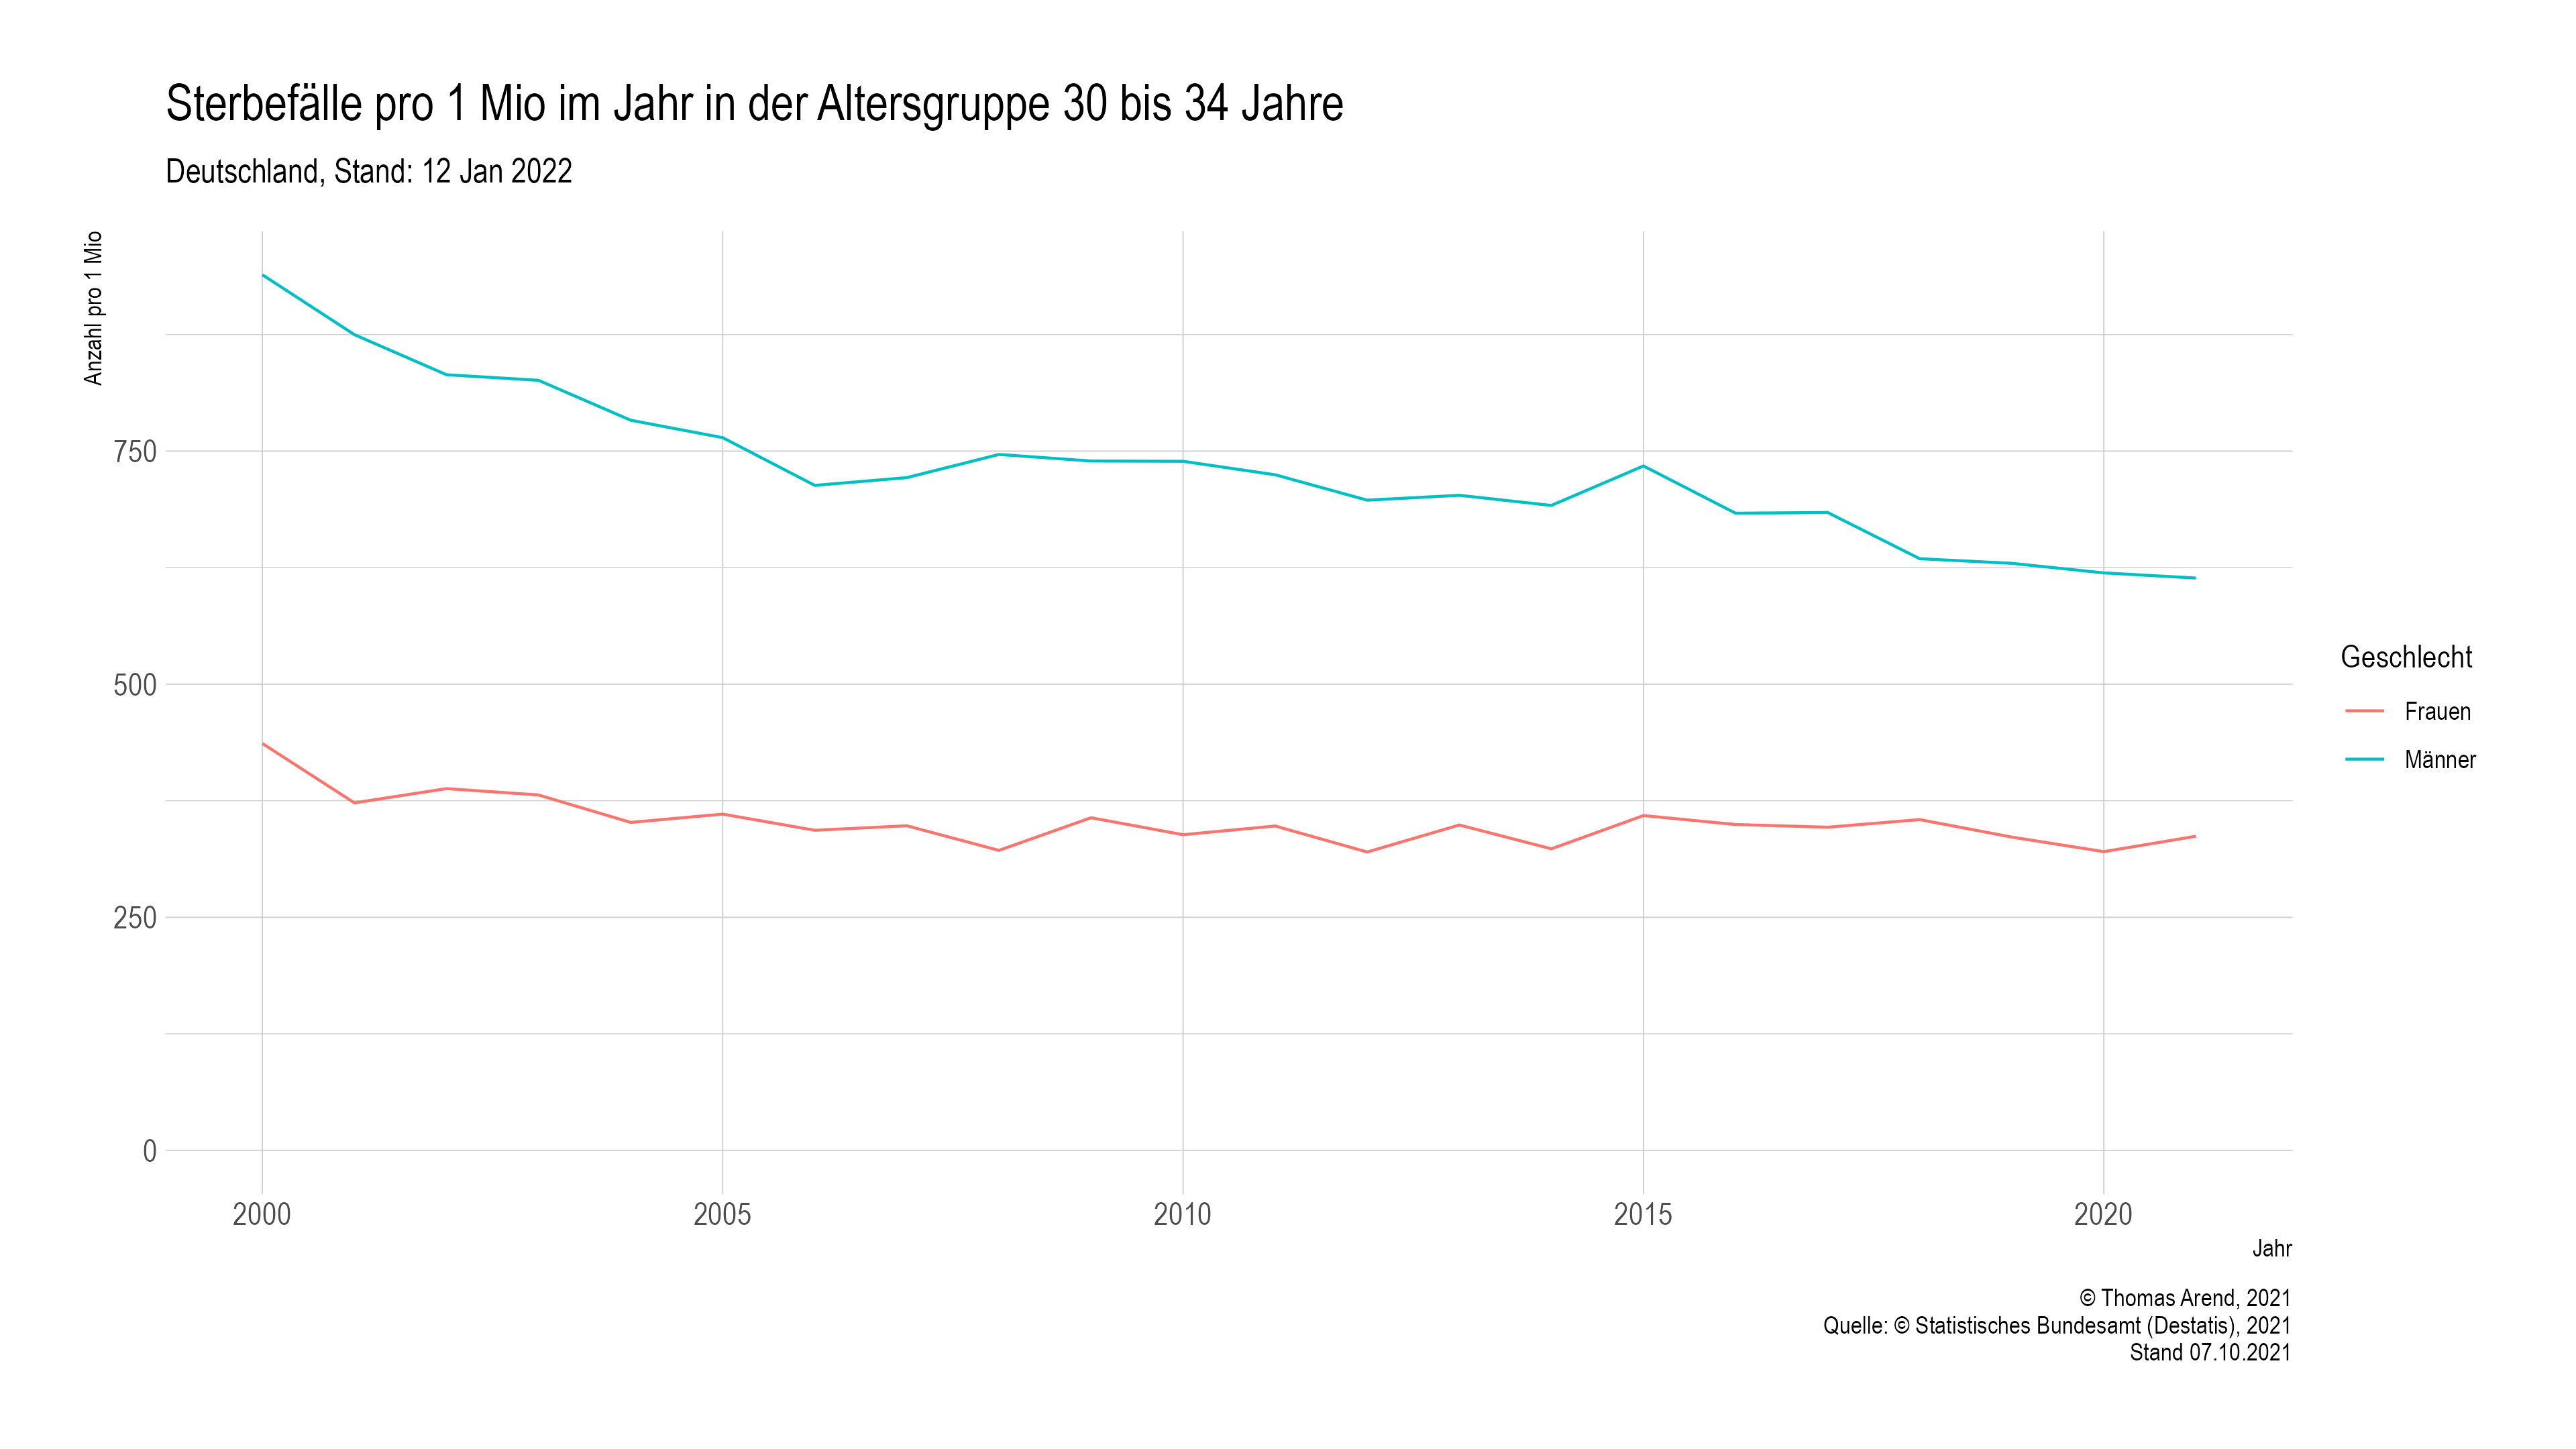 Sterbefälle pro 1 Mio im Jahr in der Altersgruppe 30 bis 34 Jahre
Deutschland, Stand: 12 Jan 2022
Anzahl pro 1 Mio
750
500
250
0
2000
2005
2010
2015
2020
Jahr
Geschlecht
Frauen
Männer
© Thomas Arend, 2021
Quelle: © Statistisches Bundesamt (Destatis), 2021
Stand 07.10.2021